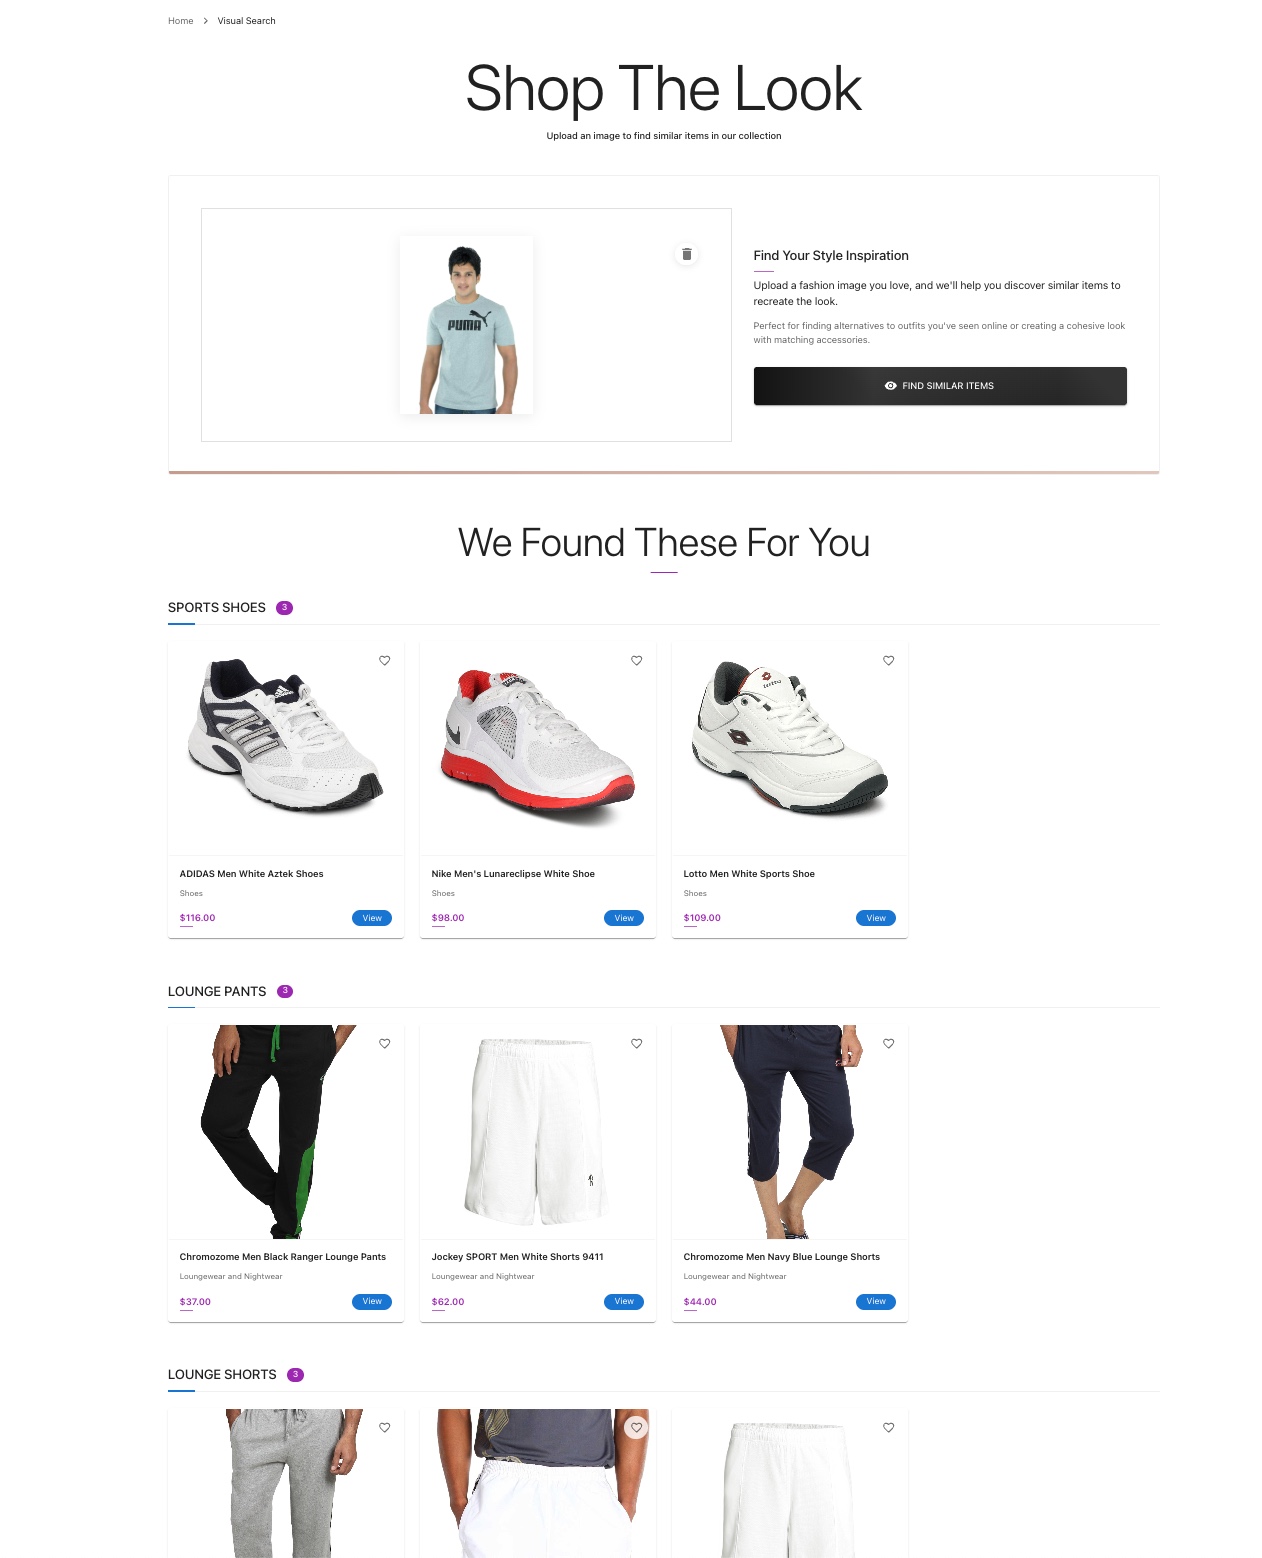 Home > Visual Search
Shop The Look
Upload an image to find similar items in our collection
PUMA
Find Your Style Inspiration
Upload a fashion image you love, and we'll help you discover similar items to
recreate the look.
Perfect for finding alternatives to outfits you've seen online or creating a cohesive look
with matching accessories.
FIND SIMILAR ITEMS
We Found These For You
SPORTS SHOES 3
adidas
lotto
ADIDAS Men White Aztek Shoes
Shoes
$116.00 View
Nike Men's Lunareclipse White Shoe
Shoes
$98.00 View
Lotto Men White Sports Shoe
Shoes
$109.00 View
LOUNGE PANTS 3
Chromozome Men Black Ranger Lounge Pants
Loungewear and Nightwear
$37.00 View
Jockey SPORT Men White Shorts 9411
Loungewear and Nightwear
$62.00 View
Chromozome Men Navy Blue Lounge Shorts
Loungewear and Nightwear
$44.00 View
LOUNGE SHORTS 3